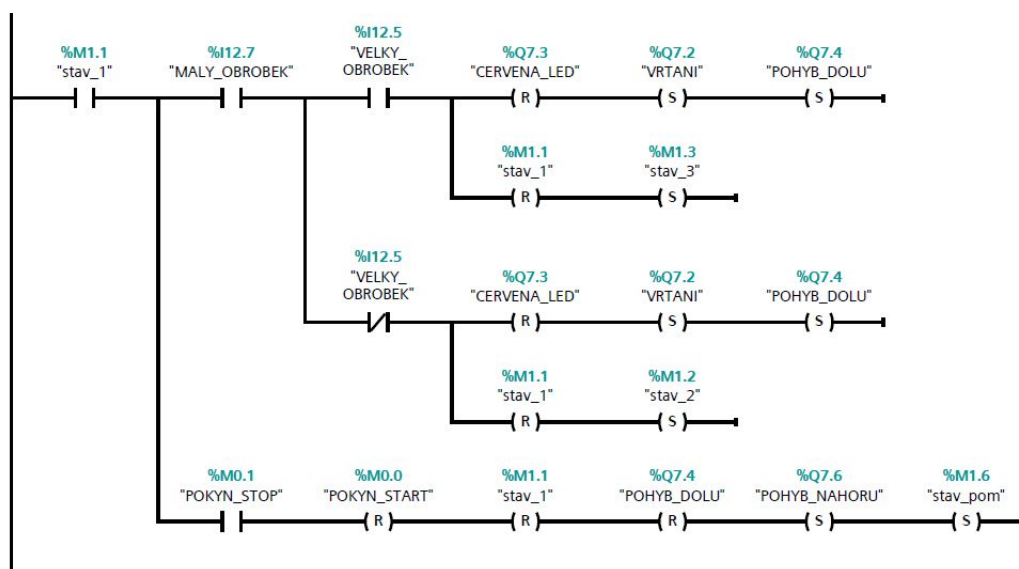 %M1.1
"stav_1"
%I12.7
"MALY_OBROBEK"
%I12.5
"VELKY_
OBROBEK"
%Q7.3
"CERVENA_LED"
( R )
%Q7.2
"VRTANI"
( S )
%Q7.4
"POHYB_DOLU"
( S )
%M1.1
"stav_1"
( R )
%M1.3
"stav_3"
( S )
%I12.5
"VELKY_
OBROBEK"
%Q7.3
"CERVENA_LED"
( R )
%Q7.2
"VRTANI"
( S )
%Q7.4
"POHYB_DOLU"
( S )
%M1.1
"stav_1"
( R )
%M1.2
"stav_2"
( S )
%M0.1
"POKYN_STOP"
%M0.0
"POKYN_START"
( R )
%M1.1
"stav_1"
( R )
%Q7.4
"POHYB_DOLU"
( R )
%Q7.6
"POHYB_NAHORU"
( S )
%M1.6
"stav_pom"
( S )